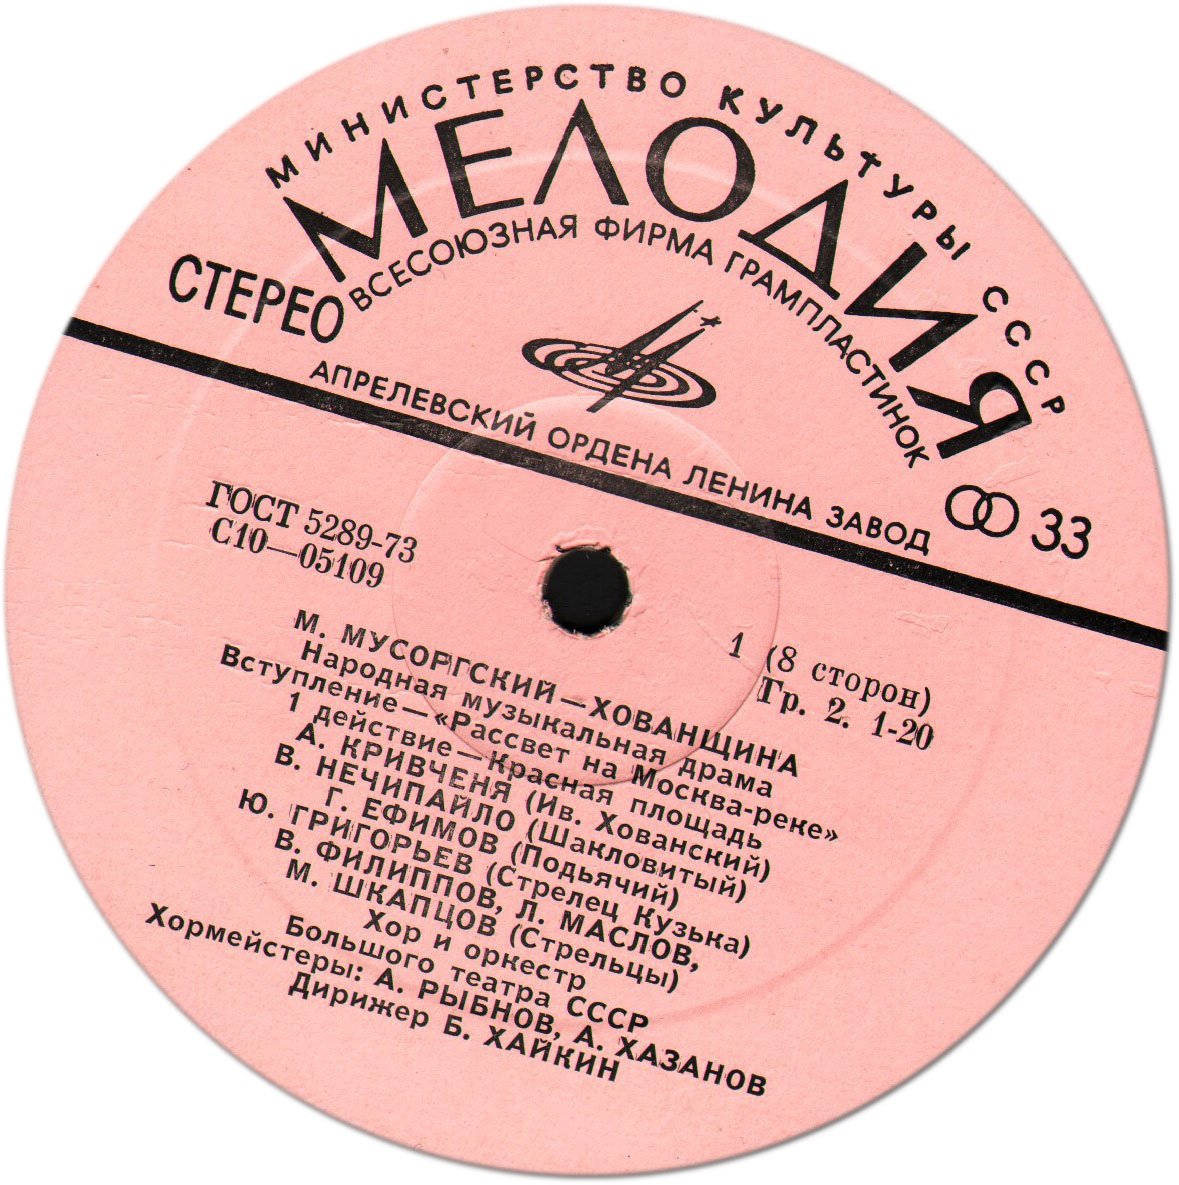 МИНИСТЕРСТВО КУЛЬТУРЫ СССР
МЕЛОДИЯ
ВСЕСОЮЗНАЯ ФИРМА ГРАМПЛАСТИНОК
СТЕРЕО
АПРЕЛЕВСКИЙ ОРДЕНА ЛЕНИНА ЗАВОД
33
ГОСТ 5289-73
С10—05109
1 (8 сторон)
Гр. 2. 1-20
М. МУСОРГСКИЙ—ХОВАНЩИНА
Народная музыкальная драма
Вступление—«Рассвет на Москва-реке»
1 действие—Красная площадь
А. КРИВЧЕНЯ (Ив. Хованский)
В. НЕЧИПАЙЛО (Шакловитый)
Г. ЕФИМОВ (Подьячий)
Ю. ГРИГОРЬЕВ (Стрелец Кузька)
В. ФИЛИППОВ, Л. МАСЛОВ,
М. ШКАПЦОВ (Стрельцы)
Хор и оркестр
Большого театра СССР
Хормейстеры: А. РЫБНОВ, А. ХАЗАНОВ
Дирижер Б. ХАЙКИН